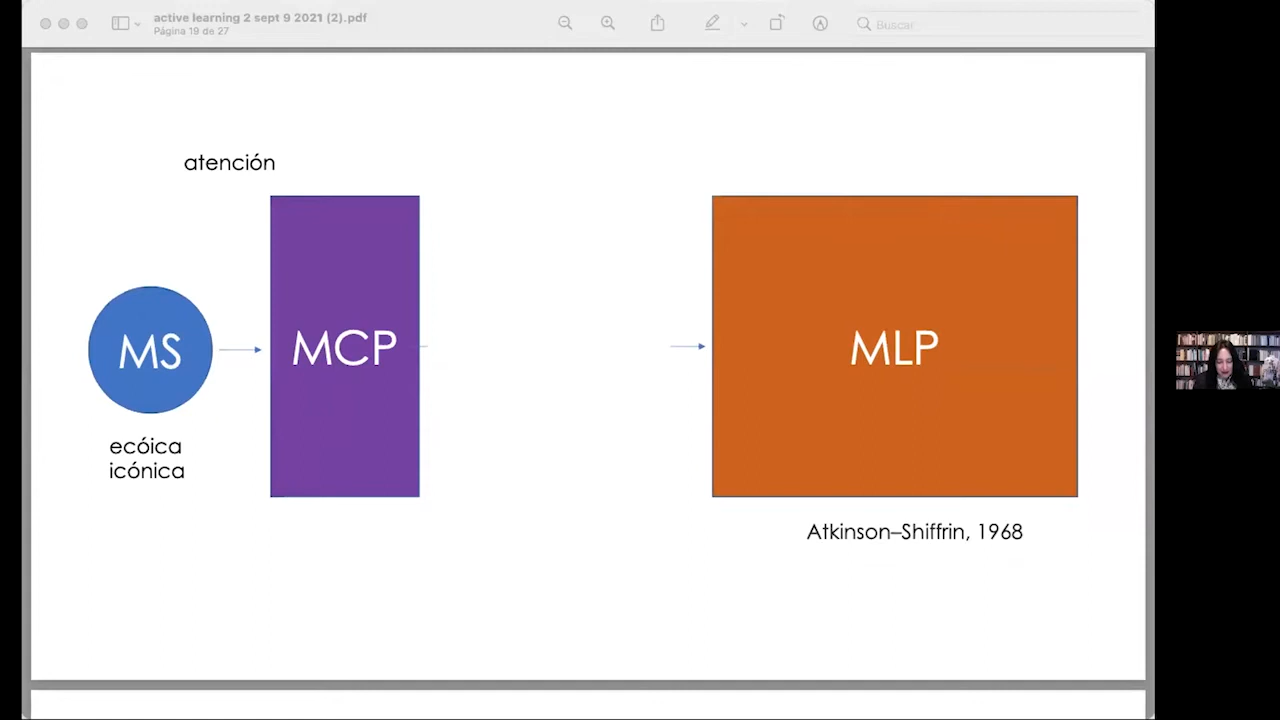 active learning 2 sept 9 2021 (2).pdf
Página 19 de 27
Buscar
atención
MS
MCP
MLP
ecóica
icónica
Atkinson–Shiffrin, 1968